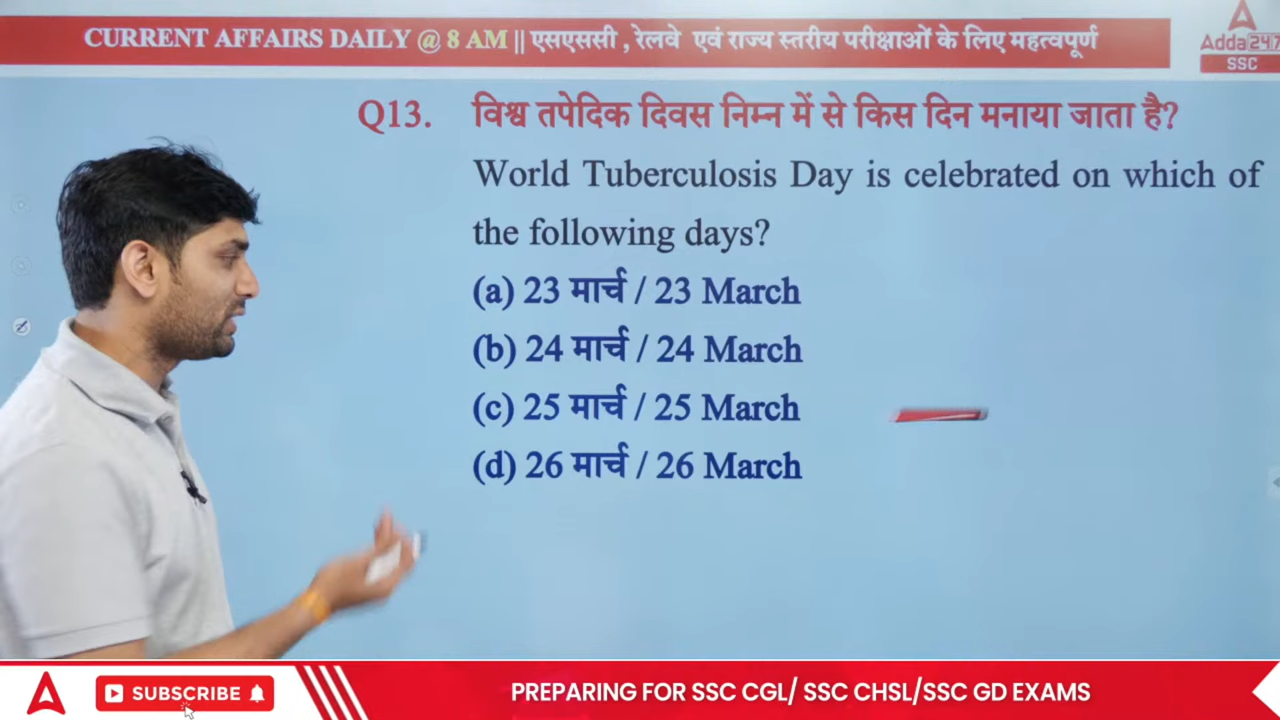 CURRENT AFFAIRS DAILY @ 8 AM || एसएससी , रेलवे एवं राज्य स्तरीय परीक्षाओं के लिए महत्वपूर्ण
Adda247
SSC
Q13. विश्व तपेदिक दिवस निम्न में से किस दिन मनाया जाता है?
World Tuberculosis Day is celebrated on which of
the following days?
(a) 23 मार्च / 23 March
(b) 24 मार्च / 24 March
(c) 25 मार्च / 25 March
(d) 26 मार्च / 26 March
SUBSCRIBE
PREPARING FOR SSC CGL/ SSC CHSL/SSC GD EXAMS